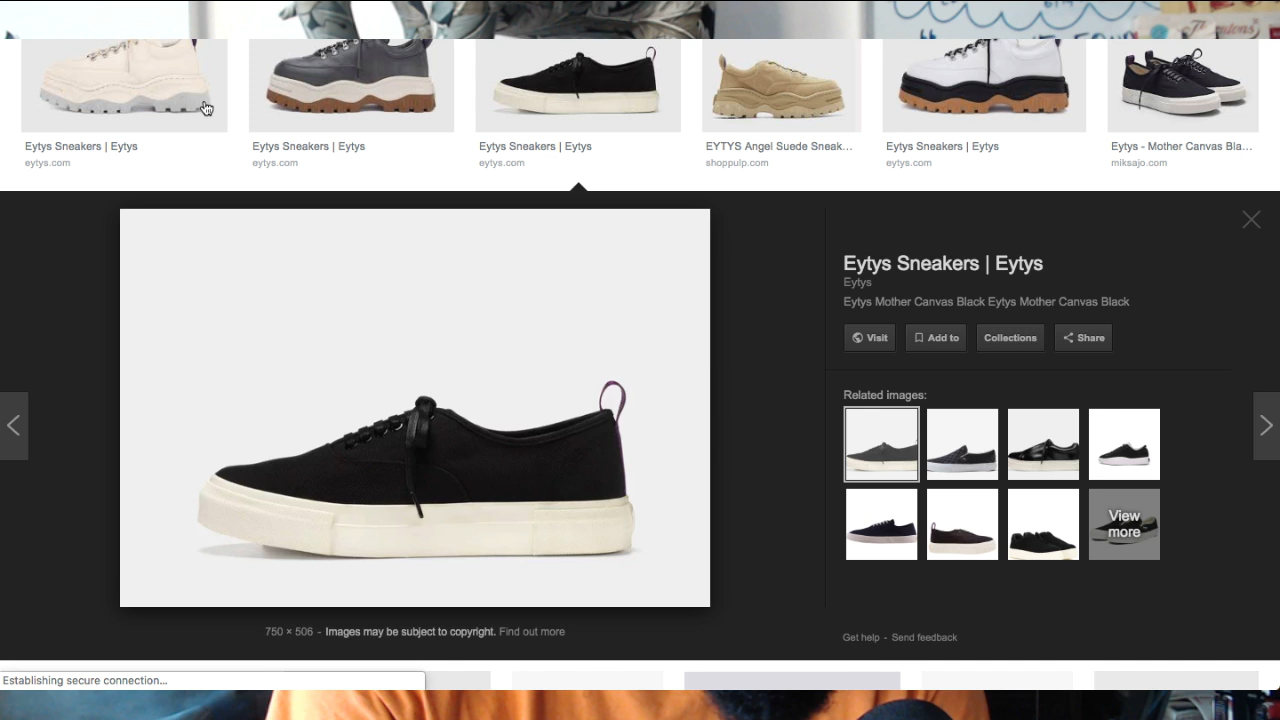 Eytys Sneakers | Eytys
eytys.com
Eytys Sneakers | Eytys
eytys.com
Eytys Sneakers | Eytys
eytys.com
EYTYS Angel Suede Sneak...
shoppulp.com
Eytys Sneakers | Eytys
eytys.com
Eytys - Mother Canvas Bla...
miksajo.com
Eytys Sneakers | Eytys
Eytys
Eytys Mother Canvas Black Eytys Mother Canvas Black
Visit
Add to
Collections
Share
Related images:
View
more
750 × 506 - Images may be subject to copyright. Find out more
Get help - Send feedback
Establishing secure connection...